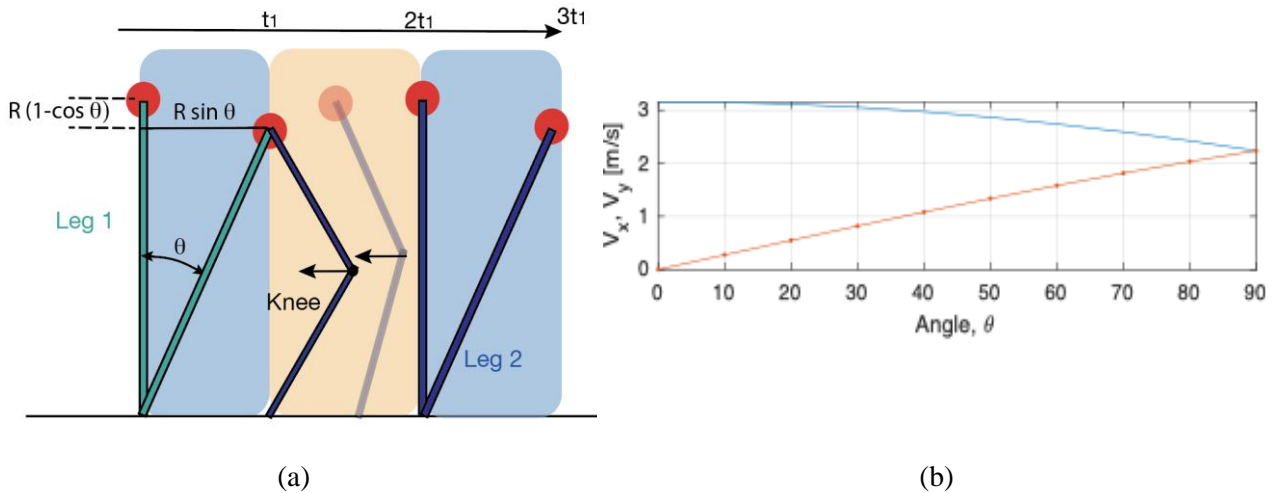 t1 2t1 3t1
R (1-cos θ)
R sin θ
Leg 1
θ
Knee
Leg 2
(a)
Vx, Vy [m/s]
3
2
1
0
0 10 20 30 40 50 60 70 80 90
Angle, θ
(b)